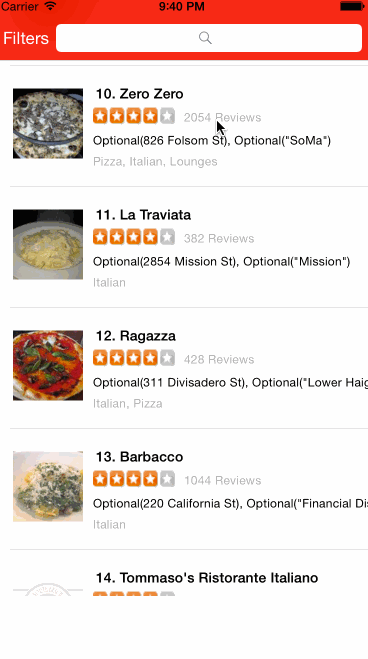 Carrier 9:40 PM
Filters
10. Zero Zero
2054 Reviews
Optional(826 Folsom St), Optional("SoMa")
Pizza, Italian, Lounges
11. La Traviata
382 Reviews
Optional(2854 Mission St), Optional("Mission")
Italian
12. Ragazza
428 Reviews
Optional(311 Divisadero St), Optional("Lower Haig
Italian, Pizza
13. Barbacco
1044 Reviews
Optional(220 California St), Optional("Financial Dis
Italian
14. Tommaso's Ristorante Italiano